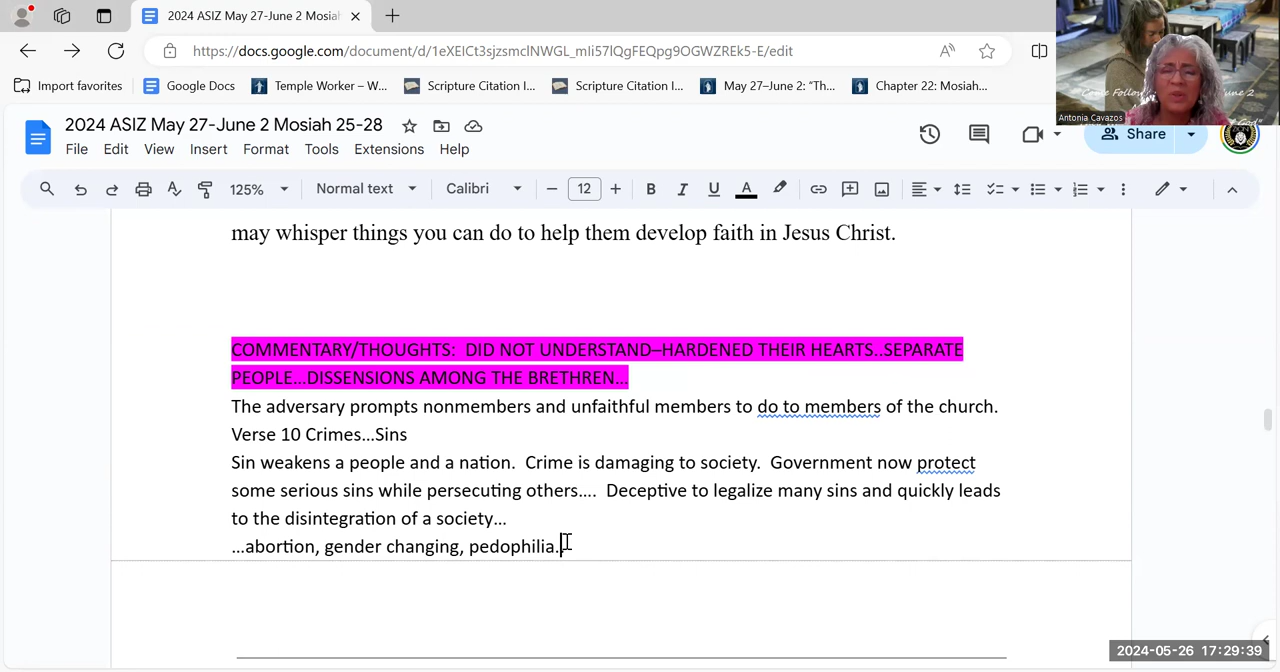 2024 ASIZ May 27-June 2 Mosiah
https://docs.google.com/document/d/1eXEICt3sjzsmclNWGL_mIi57lQgFEQpg9OGWZREk5-E/edit
Import favorites
Google Docs
Temple Worker – W...
Scripture Citation I...
Scripture Citation I...
May 27–June 2: “Th...
Chapter 22: Mosiah...
Antonia Cavazos
2024 ASIZ May 27-June 2 Mosiah 25-28
File Edit View Insert Format Tools Extensions Help
Share
125% Normal text Calibri 12
may whisper things you can do to help them develop faith in Jesus Christ.
COMMENTARY/THOUGHTS: DID NOT UNDERSTAND–HARDENED THEIR HEARTS..SEPARATE
PEOPLE...DISSENSIONS AMONG THE BRETHREN...
The adversary prompts nonmembers and unfaithful members to do to members of the church.
Verse 10 Crimes...Sins
Sin weakens a people and a nation. Crime is damaging to society. Government now protect
some serious sins while persecuting others.... Deceptive to legalize many sins and quickly leads
to the disintegration of a society...
...abortion, gender changing, pedophilia..
2024-05-26 17:29:39